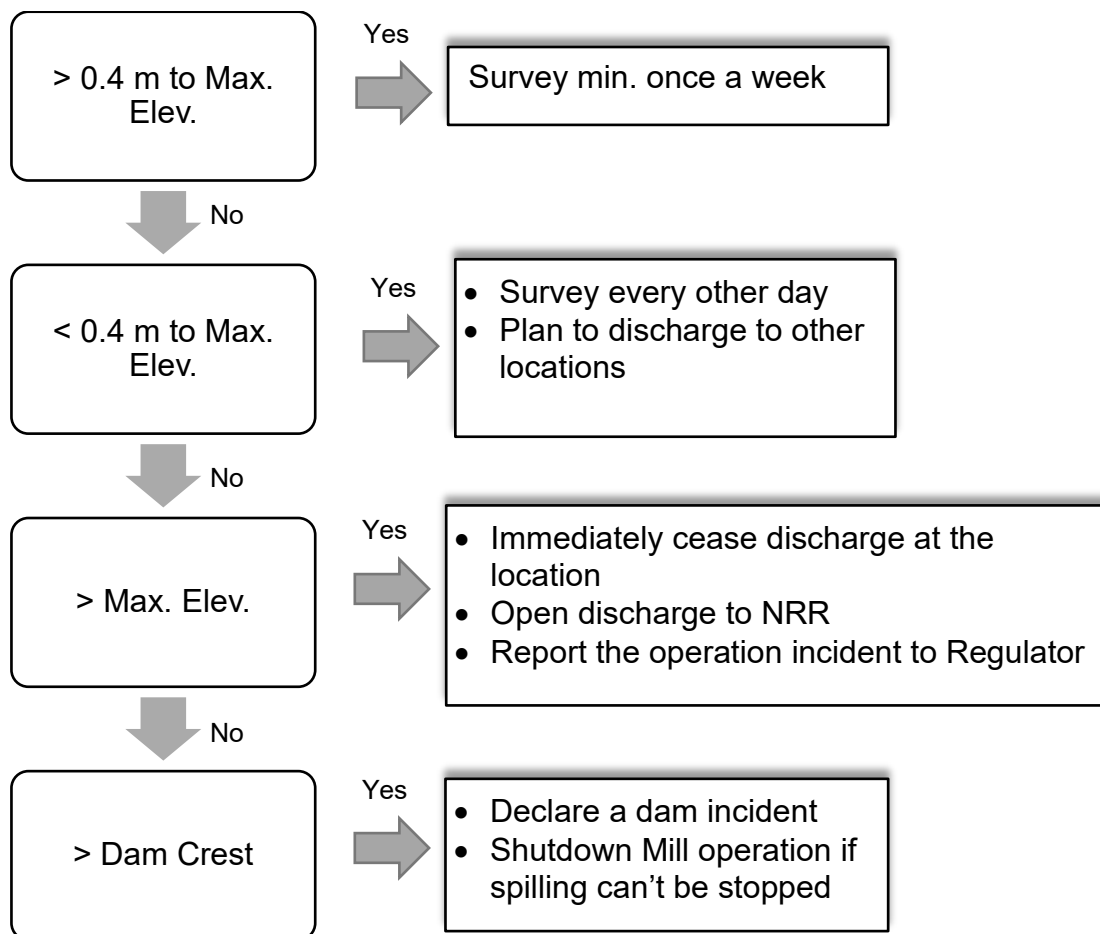 > 0.4 m to Max.
Elev.
Yes
Survey min. once a week
No
< 0.4 m to Max.
Elev.
Yes
• Survey every other day
• Plan to discharge to other
locations
No
> Max. Elev.
Yes
• Immediately cease discharge at the
location
• Open discharge to NRR
• Report the operation incident to Regulator
No
> Dam Crest
Yes
• Declare a dam incident
• Shutdown Mill operation if
spilling can’t be stopped